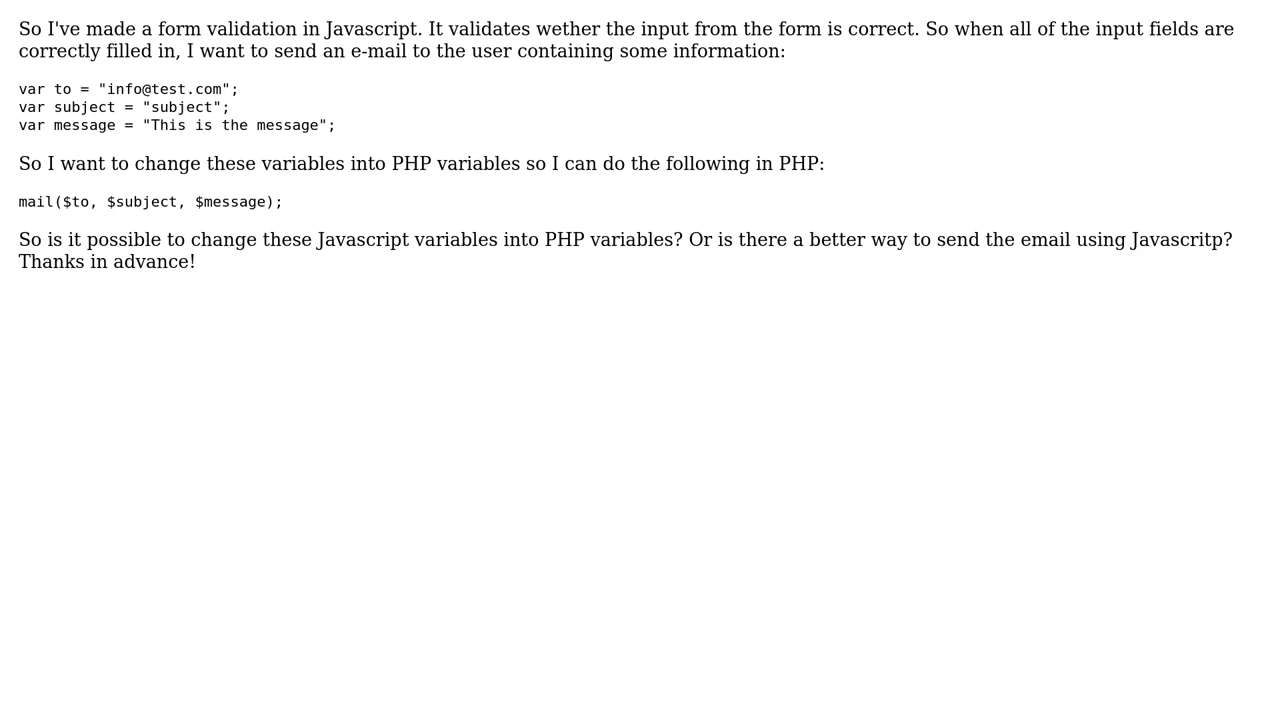 So I've made a form validation in Javascript. It validates wether the input from the form is correct. So when all of the input fields are
correctly filled in, I want to send an e-mail to the user containing some information:
var to = "info@test.com";
var subject = "subject";
var message = "This is the message";
So I want to change these variables into PHP variables so I can do the following in PHP:
mail($to, $subject, $message);
So is it possible to change these Javascript variables into PHP variables? Or is there a better way to send the email using Javascritp?
Thanks in advance!